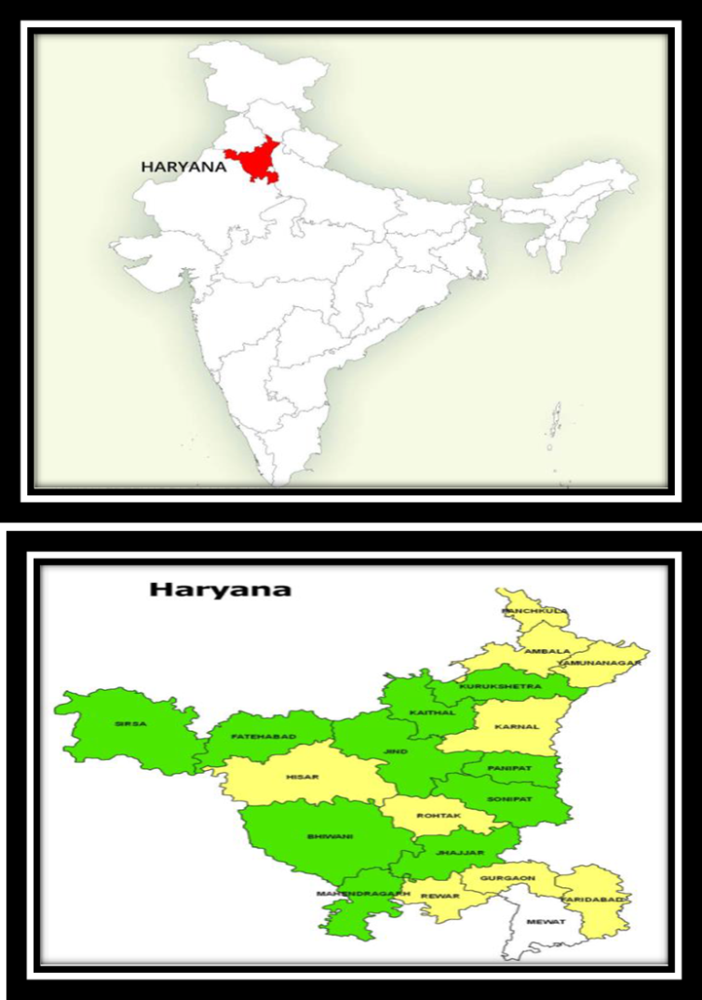 HARYANA
Haryana
PANCHKULA
AMBALA
YAMUNANAGAR
KURUKSHETRA
KAITHAL
KARNAL
SIRSA
FATEHABAD
JIND
PANIPAT
HISAR
SONIPAT
ROHTAK
BHIWANI
JHAJJAR
GURGAON
MAHENDRAGARH
REWAR
FARIDABAD
MEWAT